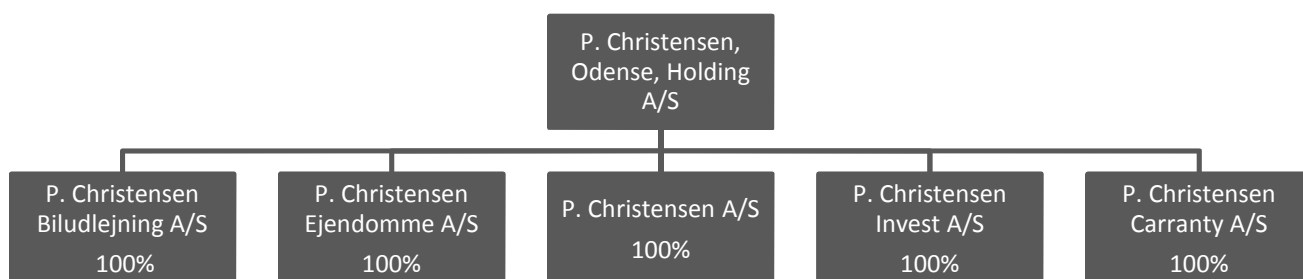 P. Christensen,
Odense, Holding
A/S
P. Christensen
Biludlejning A/S
100%
P. Christensen
Ejendomme A/S
100%
P. Christensen A/S
100%
P. Christensen
Invest A/S
100%
P. Christensen
Carranty A/S
100%